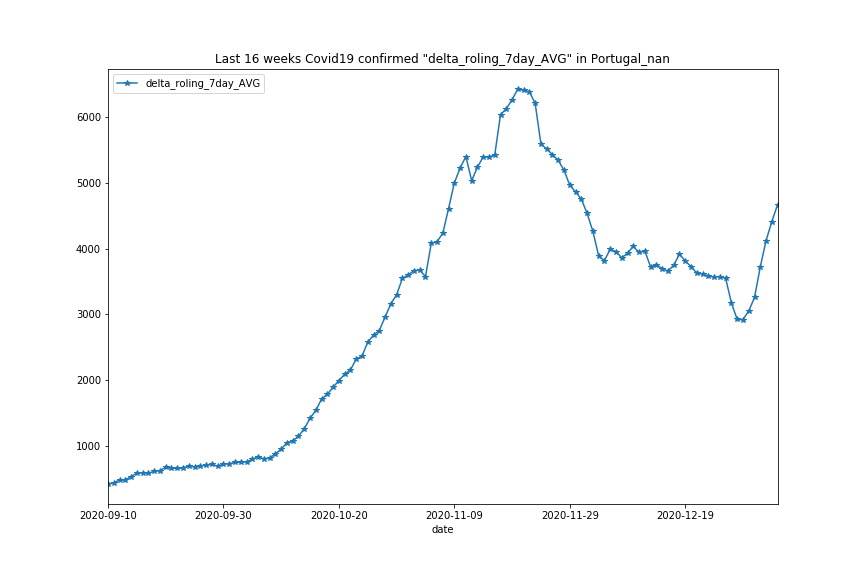 Last 16 weeks Covid19 confirmed "delta_roling_7day_AVG" in Portugal_nan
delta_roling_7day_AVG
6000
5000
4000
3000
2000
1000
2020-09-10 2020-09-30 2020-10-20 2020-11-09 2020-11-29 2020-12-19
date